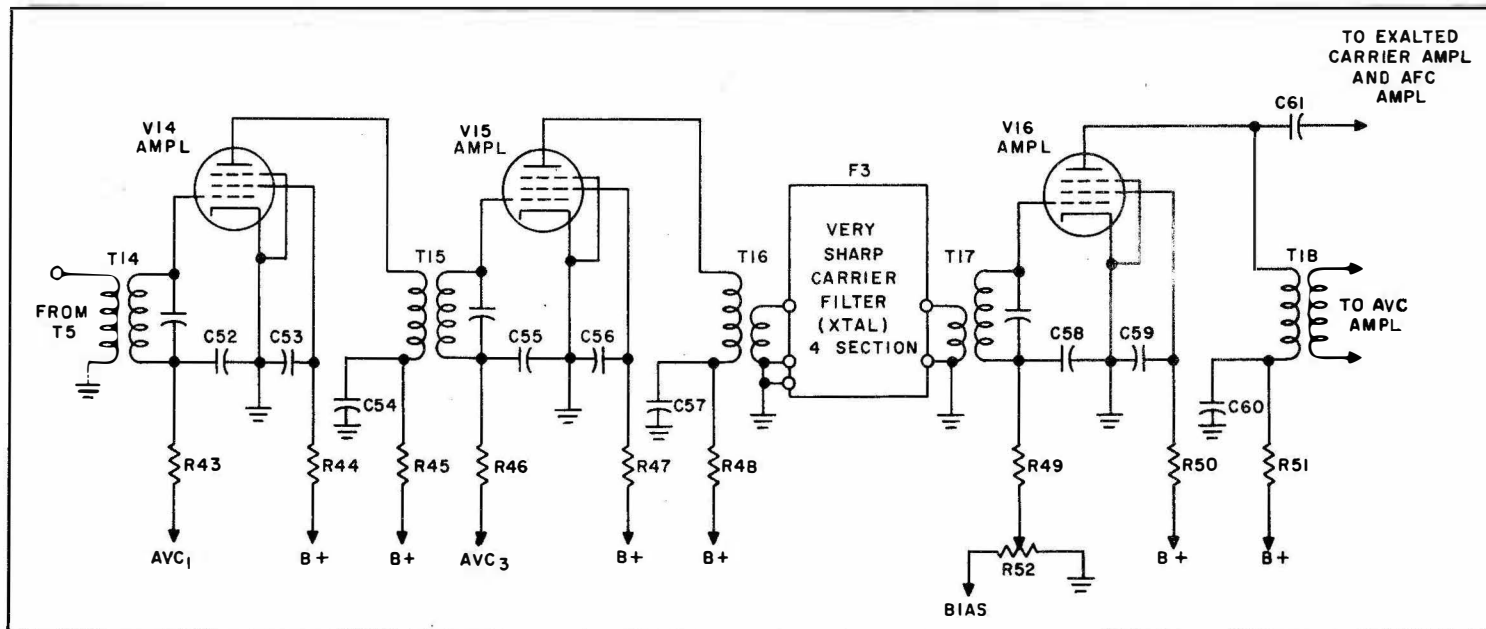 TO EXALTED
CARRIER AMPL
AND AFC
AMPL
C61
V14
AMPL
V15
AMPL
V16
AMPL
F3
VERY
SHARP
CARRIER
FILTER
(XTAL)
4 SECTION
T14
T15
T16
T17
T18
FROM
T5
TO AVC
AMPL
C52
C53
C55
C56
C58
C59
C54
C57
C60
R43
R44
R45
R46
R47
R48
R49
R50
R51
AVC1
B+
B+
AVC3
B+
B+
R52
B+
B+
BIAS